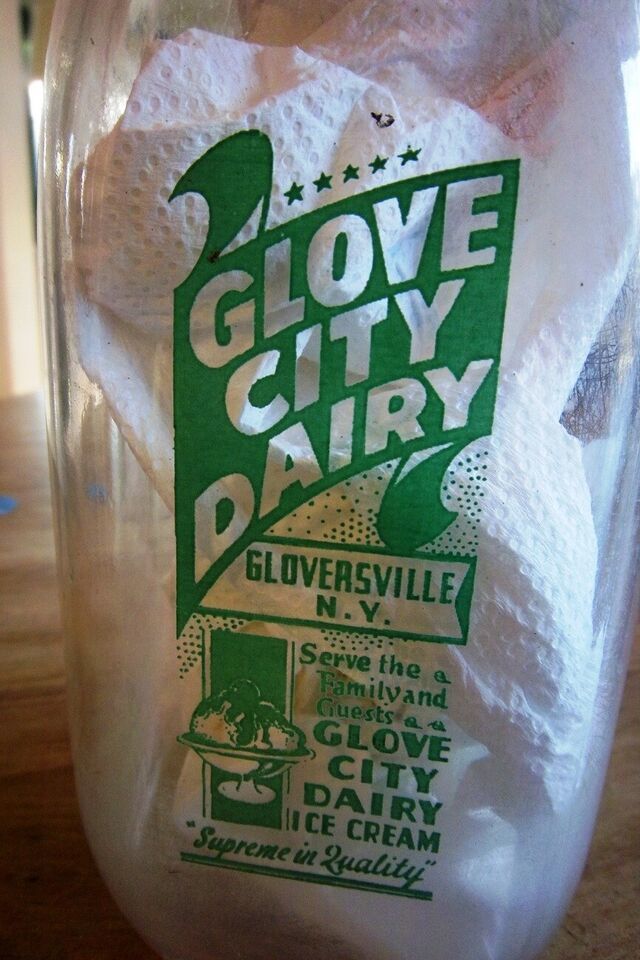 GLOVE
CITY
DAIRY
GLOVERSVILLE
N.Y.
Serve the a
Family and
Guests a a
GLOVE
CITY
DAIRY
ICE CREAM
"Supreme in Quality"